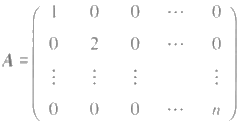 A = ( 1 0 0 ⋯ 0
0 2 0 ⋯ 0
⋮ ⋮ ⋮ ⋮
0 0 0 ⋯ n )